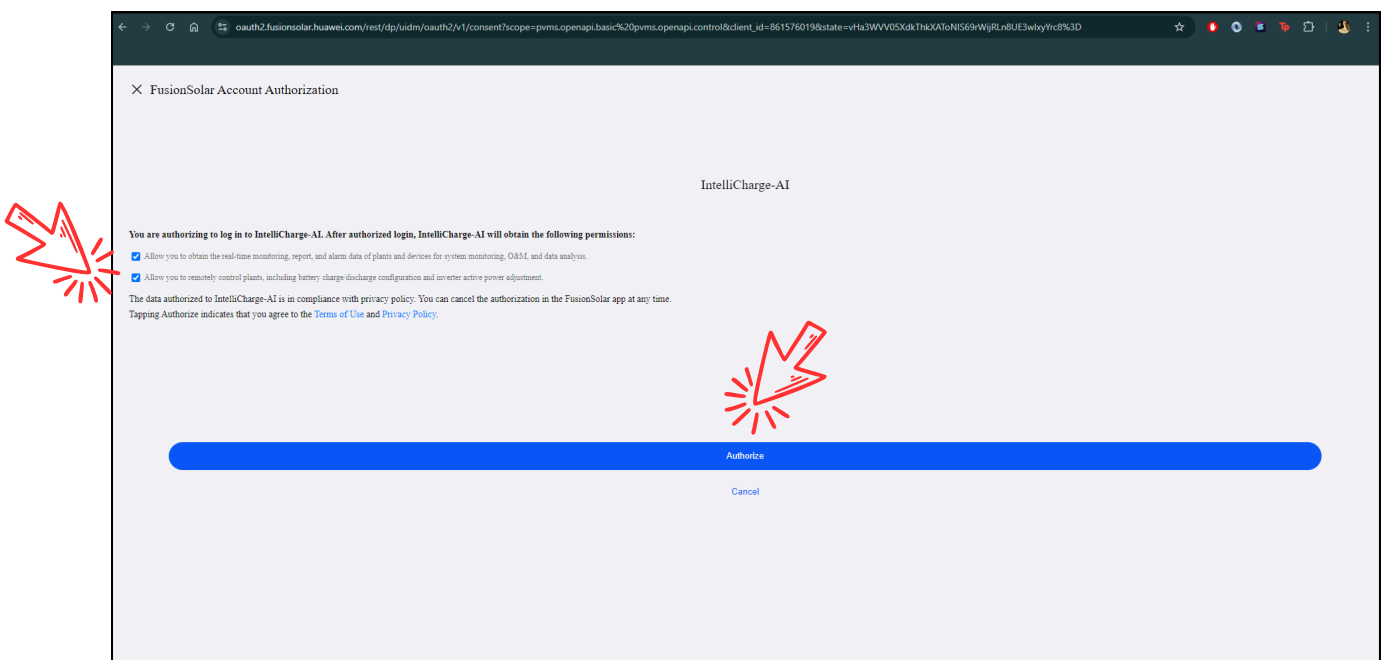 oauth2.fusionsolar.huawei.com/rest/dp/uidm/oauth2/v1/consent?scope=pvms.openapi.basic%20pvms.openapi.control&client_id=861576019&state=vHa3WVV05XdkThkXAToNIS69rWijRLn8UE3wlxyYrc8%3D
FusionSolar Account Authorization
IntelliCharge-AI
You are authorizing to log in to IntelliCharge-AI. After authorized login, IntelliCharge-AI will obtain the following permissions:
Allow you to obtain the real-time monitoring, report, and alarm data of plants and devices for system monitoring, O&M, and data analysis.
Allow you to remotely control plants, including battery charge/discharge configuration and inverter active power adjustment.
The data authorized to IntelliCharge-AI is in compliance with privacy policy. You can cancel the authorization in the FusionSolar app at any time.
Tapping Authorize indicates that you agree to the Terms of Use and Privacy Policy.
Authorize
Cancel